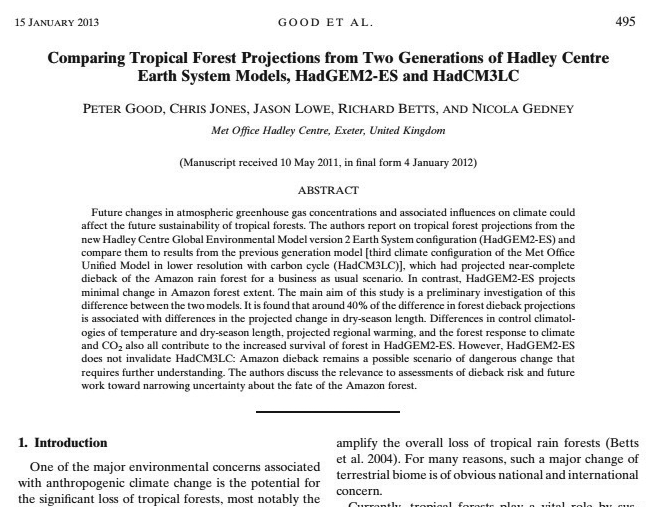 15 JANUARY 2013
GOOD ET AL.
495
Comparing Tropical Forest Projections from Two Generations of Hadley Centre
Earth System Models, HadGEM2-ES and HadCM3LC
PETER GOOD, CHRIS JONES, JASON LOWE, RICHARD BETTS, AND NICOLA GEDNEY
Met Office Hadley Centre, Exeter, United Kingdom
(Manuscript received 10 May 2011, in final form 4 January 2012)
ABSTRACT
Future changes in atmospheric greenhouse gas concentrations and associated influences on climate could
affect the future sustainability of tropical forests. The authors report on tropical forest projections from the
new Hadley Centre Global Environmental Model version 2 Earth System configuration (HadGEM2-ES) and
compare them to results from the previous generation model [third climate configuration of the Met Office
Unified Model in lower resolution with carbon cycle (HadCM3LC)], which had projected near-complete
dieback of the Amazon rain forest for a business as usual scenario. In contrast, HadGEM2-ES projects
minimal change in Amazon forest extent. The main aim of this study is a preliminary investigation of this
difference between the two models. It is found that around 40% of the difference in forest dieback projections
is associated with differences in the projected change in dry-season length. Differences in control climatol-
ogies of temperature and dry-season length, projected regional warming, and the forest response to climate
and CO2 also all contribute to the increased survival of forest in HadGEM2-ES. However, HadGEM2-ES
does not invalidate HadCM3LC: Amazon dieback remains a possible scenario of dangerous change that
requires further understanding. The authors discuss the relevance to assessments of dieback risk and future
work toward narrowing uncertainty about the fate of the Amazon forest.
1. Introduction
One of the major environmental concerns associated
with anthropogenic climate change is the potential for
the significant loss of tropical forests, most notably the
amplify the overall loss of tropical rain forests (Betts
et al. 2004). For many reasons, such a major change of
terrestrial biome is of obvious national and international
concern.
Currently, tropical forests play a vital role by sus-